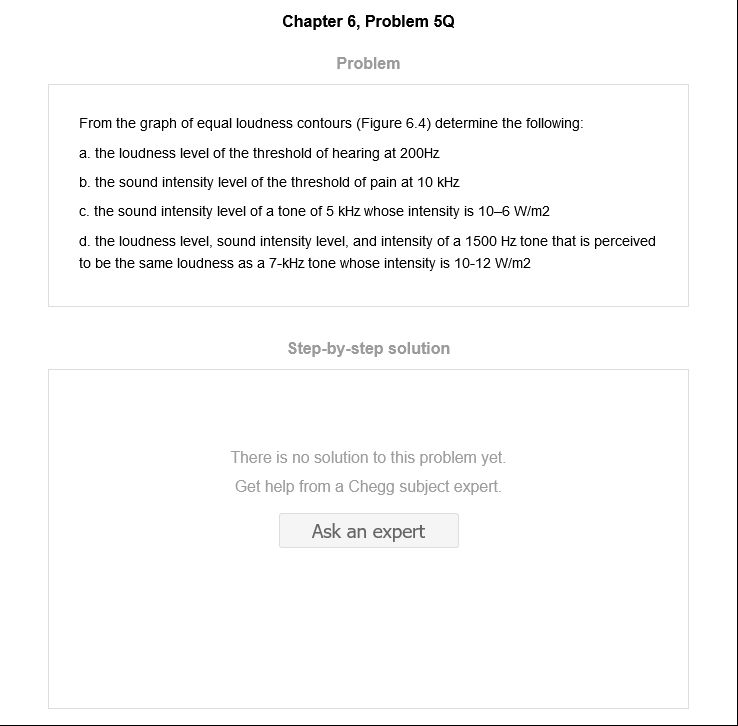 Chapter 6, Problem 5Q
Problem
From the graph of equal loudness contours (Figure 6.4) determine the following:
a. the loudness level of the threshold of hearing at 200Hz
b. the sound intensity level of the threshold of pain at 10 kHz
c. the sound intensity level of a tone of 5 kHz whose intensity is 10–6 W/m2
d. the loudness level, sound intensity level, and intensity of a 1500 Hz tone that is perceived
to be the same loudness as a 7-kHz tone whose intensity is 10-12 W/m2
Step-by-step solution
There is no solution to this problem yet.
Get help from a Chegg subject expert.
Ask an expert